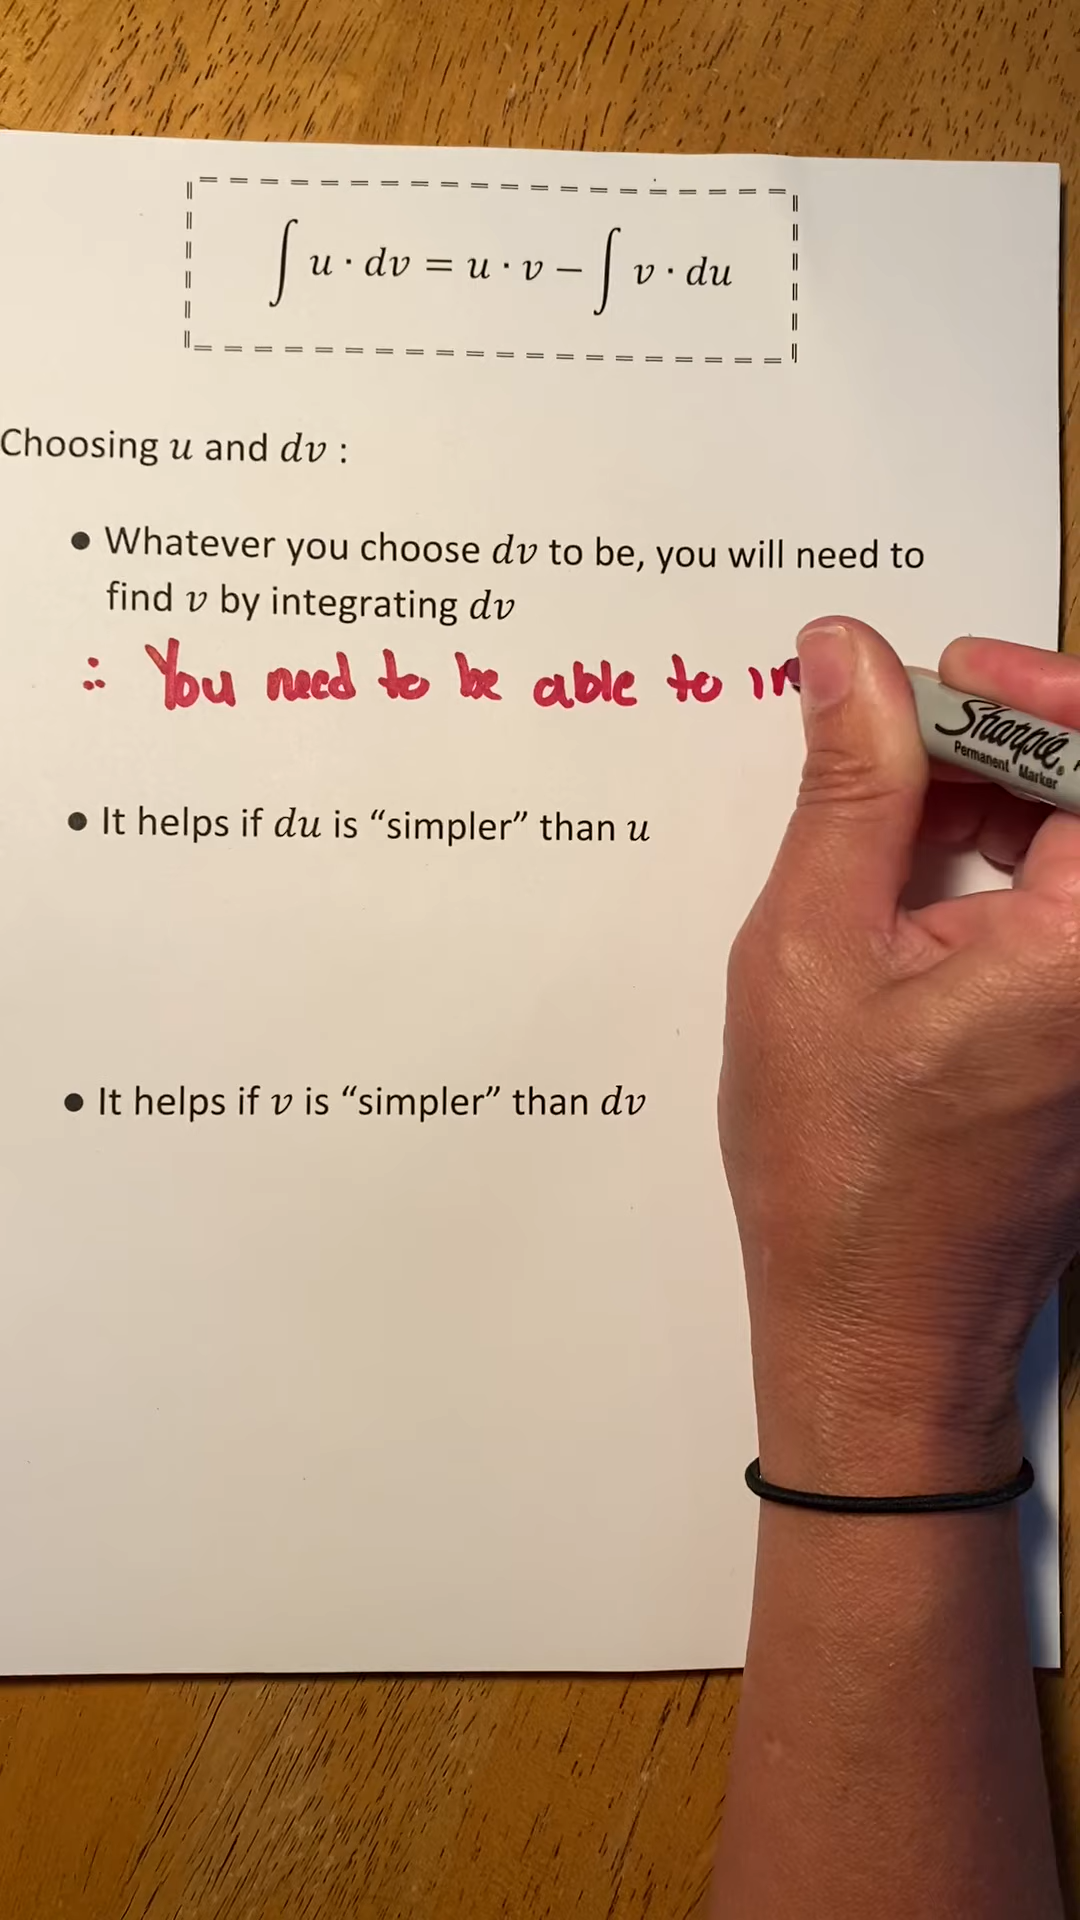 ∫ u · dv = u · v − ∫ v · du
Choosing u and dv :
● Whatever you choose dv to be, you will need to
find v by integrating dv
∴ You need to be able to in
Sharpie®
Permanent Marker
● It helps if du is “simpler” than u
● It helps if v is “simpler” than dv